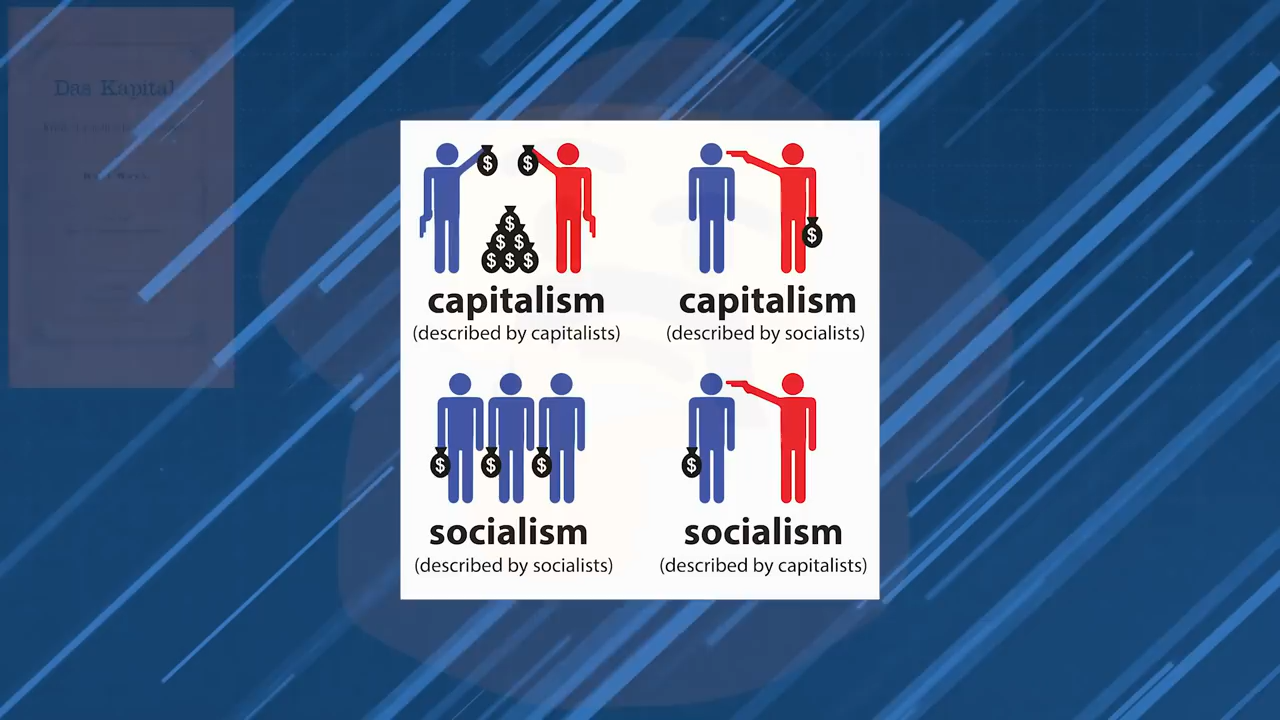 Das Kapital
$ $
$
$ $
$ $ $
$
capitalism
(described by capitalists)
capitalism
(described by socialists)
$ $ $
$
socialism
(described by socialists)
socialism
(described by capitalists)